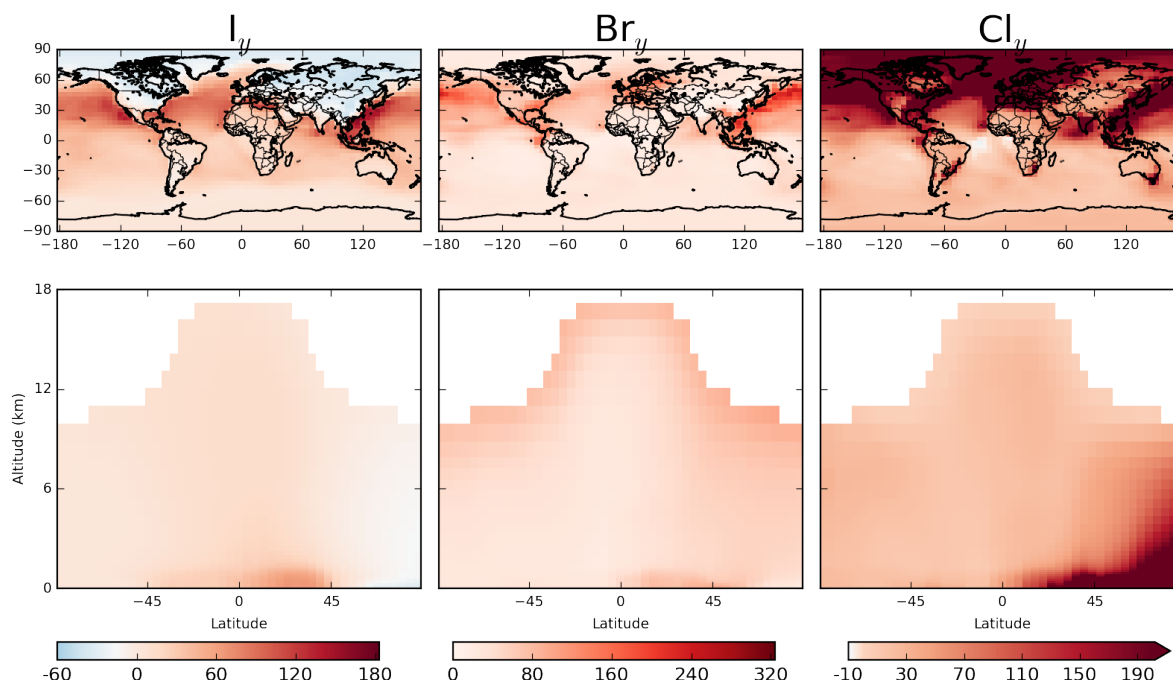 I_y Br_y Cl_y
90
60
30
0
−30
−60
−90
−180 −120 −60 0 60 120 −180 −120 −60 0 60 120 −180 −120 −60 0 60 120
18
12
6
0
Altitude (km)
−45 0 45 −45 0 45 −45 0 45
Latitude Latitude Latitude
-60 0 60 120 180 0 80 160 240 320 -10 30 70 110 150 190